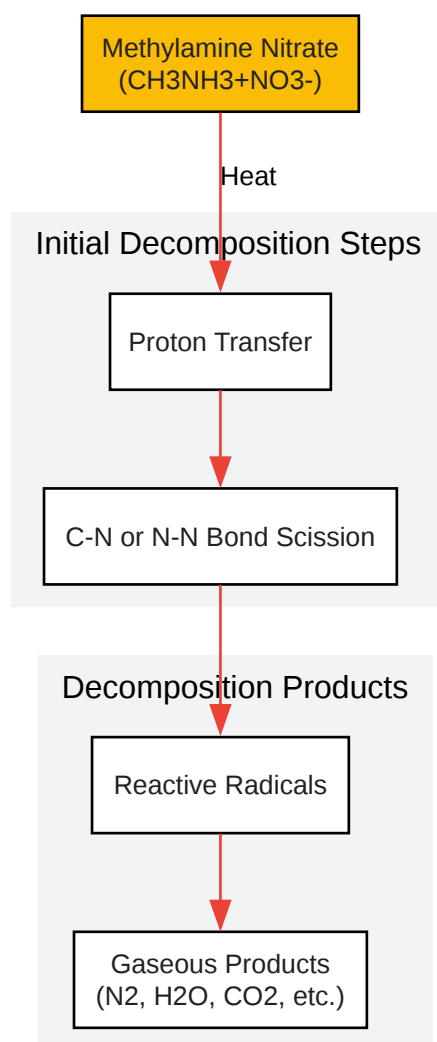 Methylamine Nitrate
(CH3NH3+NO3-)
Heat
Initial Decomposition Steps
Proton Transfer
C-N or N-N Bond Scission
Decomposition Products
Reactive Radicals
Gaseous Products
(N2, H2O, CO2, etc.)